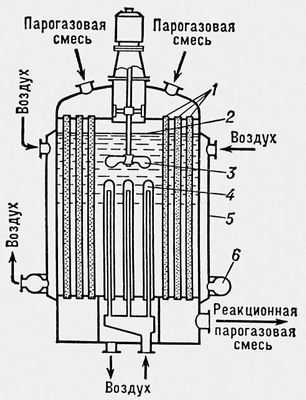 Парогазовая
смесь
Парогазовая
смесь
1
2
Воздух
Воздух
3
4
5
Воздух
6
Реакционная
парогазовая
смесь
Воздух